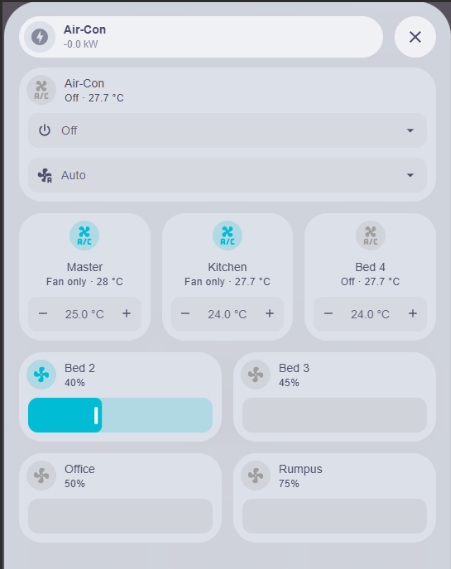 Air-Con
-0.0 kW
A/C
Air-Con
Off · 27.7 °C
Off
A
Auto
A/C
Master
Fan only · 28 °C
− 25.0 °C +
A/C
Kitchen
Fan only · 27.7 °C
− 24.0 °C +
A/C
Bed 4
Off · 27.7 °C
− 24.0 °C +
Bed 2
40%
Bed 3
45%
Office
50%
Rumpus
75%